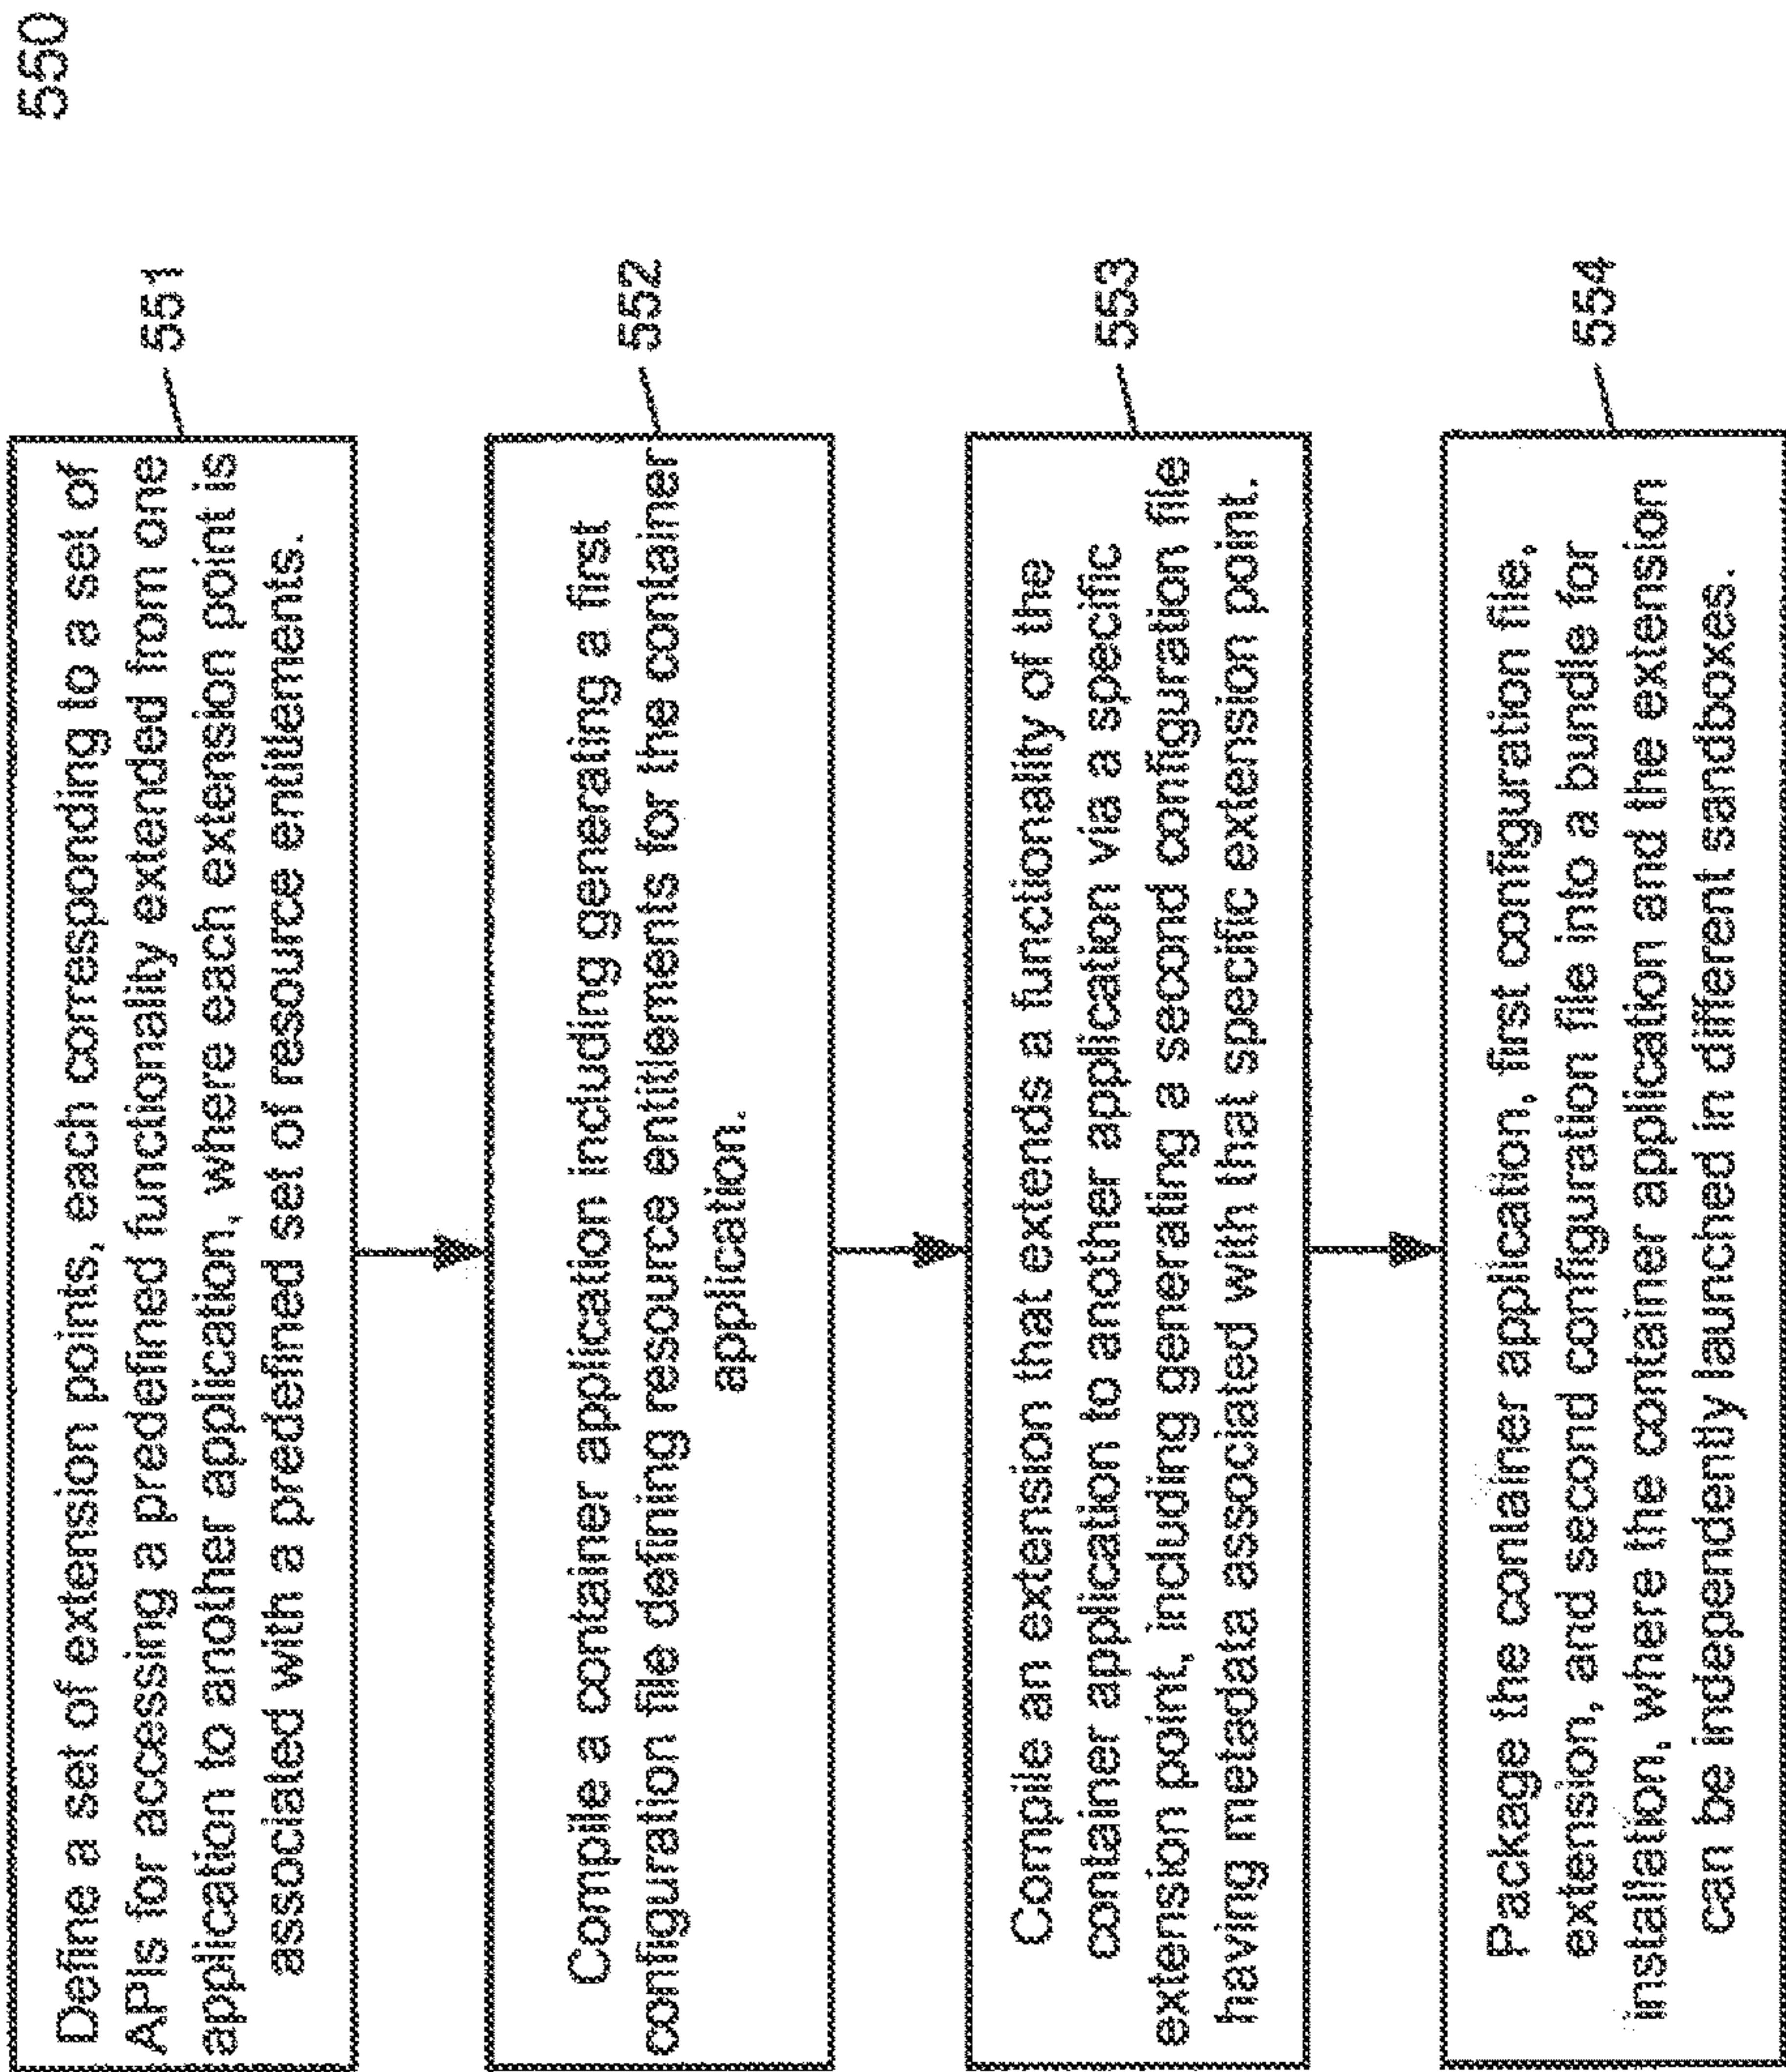 550
Define a set of extension points, each corresponding to a set of
APIs for accessing a predefined functionality extended from one
application to another application, where each extension point is
associated with a predefined set of resource entitlements.
551
Compile a container application including generating a first
configuration file defining resource entitlements for the container
application.
552
Compile an extension that extends a functionality of the
container application to another application via a specific
extension point, including generating a second configuration file
having metadata associated with that specific extension point.
553
Package the container application, first configuration file,
extension, and second configuration file into a bundle for
installation, where the container application and the extension
can be independently launched in different sandboxes.
554